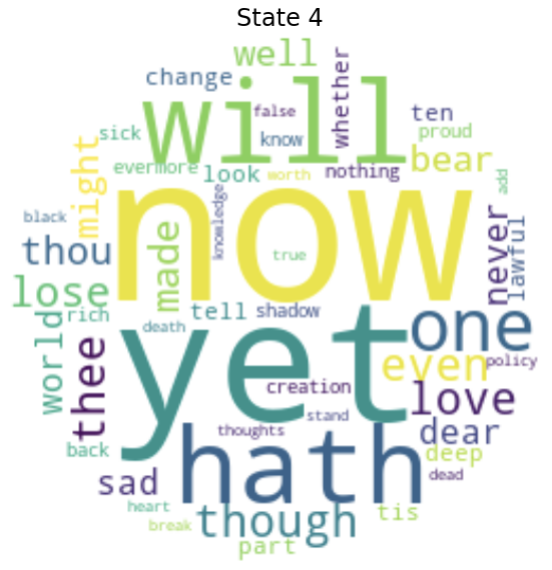 State 4
well
change
will
false
whether
ten
sick
know
proud
might
evermore
look
worth
nothing
bear
add
knowledge
now
black
thou
made
true
never
lawful
lose
rich
tell
shadow
death
world
yet
one
even
policy
thee
creation
love
stand
thoughts
dear
back
hath
deep
sad
dead
heart
though
tis
break
part